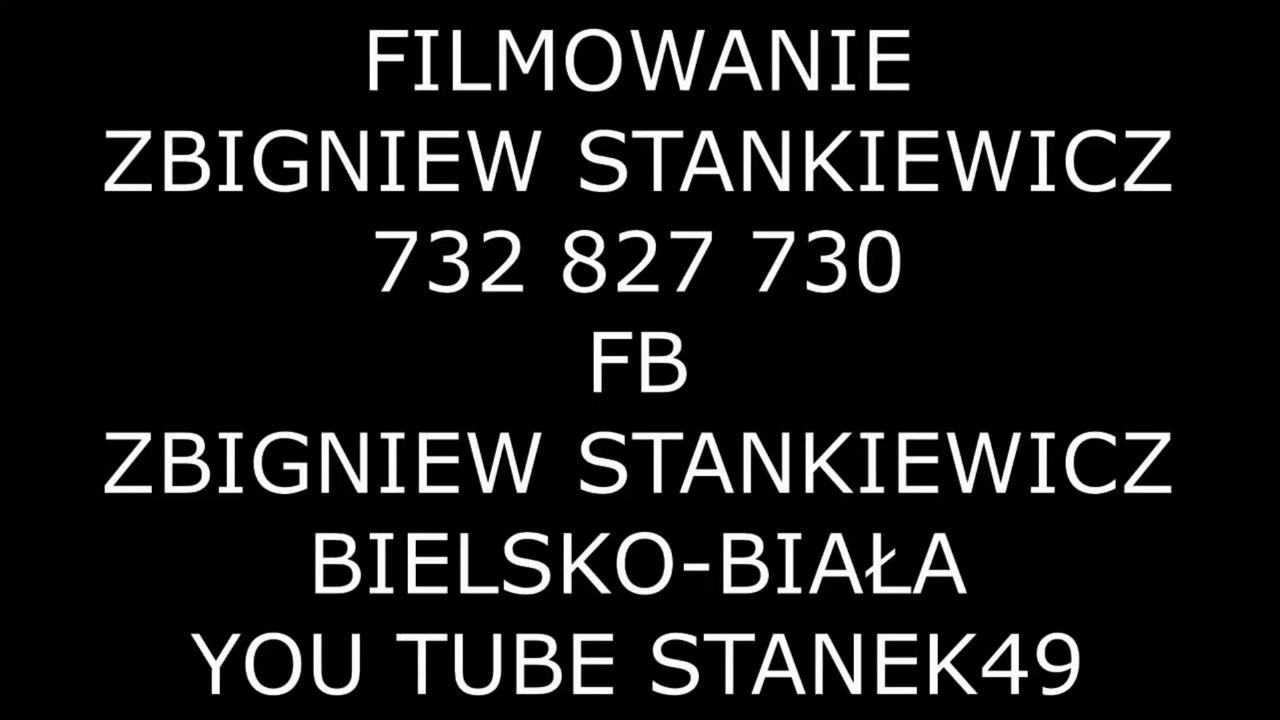 FILMOWANIE
ZBIGNIEW STANKIEWICZ
732 827 730
FB
ZBIGNIEW STANKIEWICZ
BIELSKO-BIAŁA
YOU TUBE STANEK49